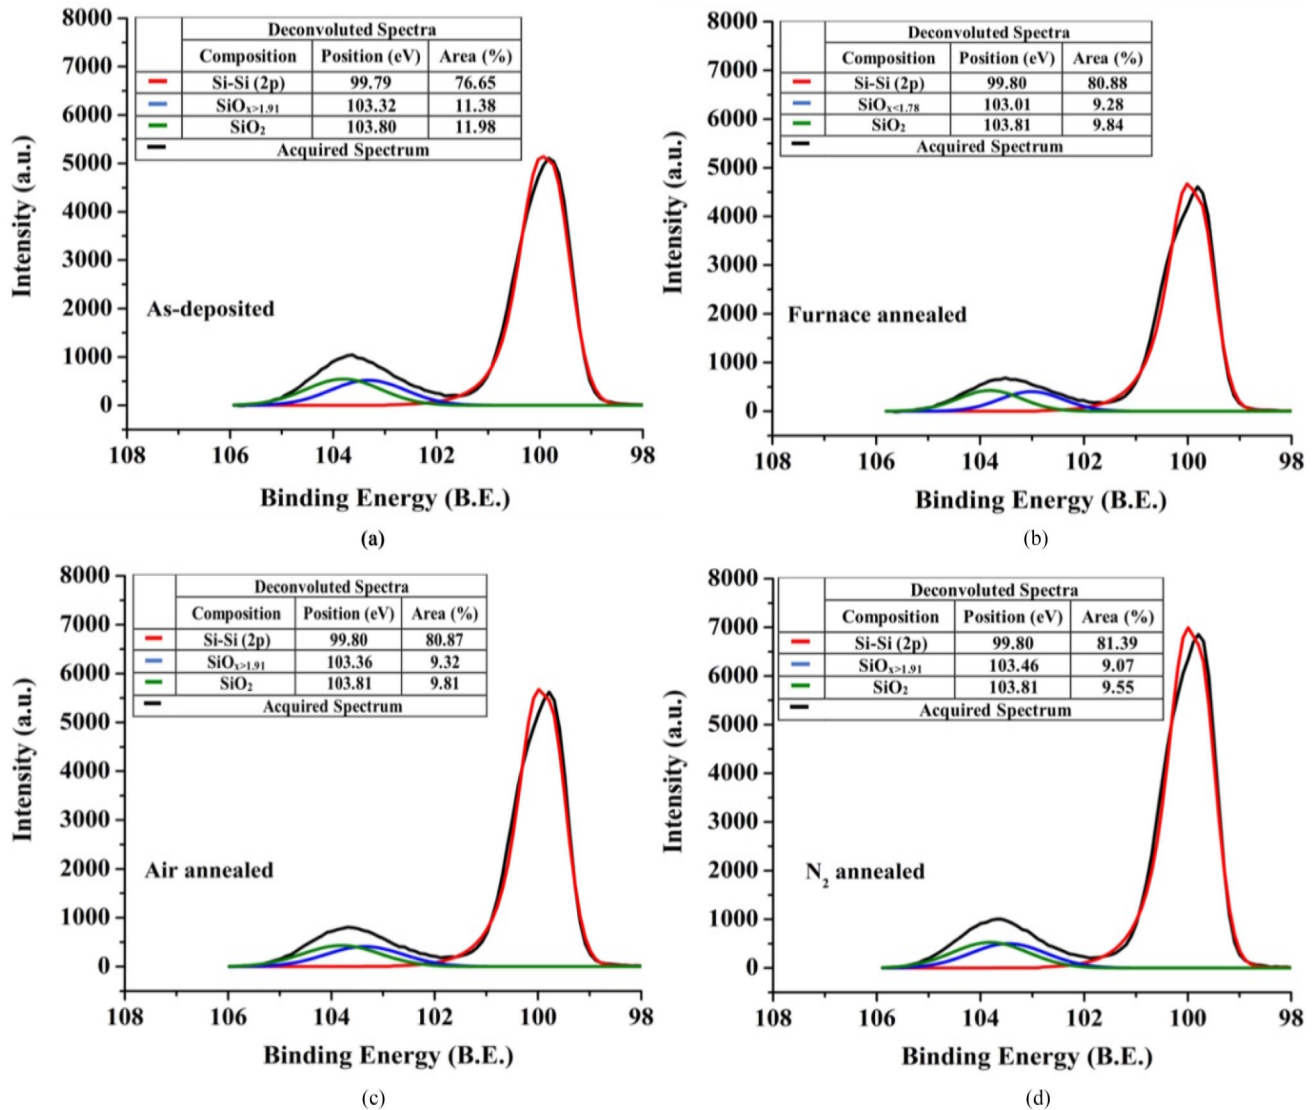 Deconvoluted Spectra
Composition Position (eV) Area (%)
Si-Si (2p) 99.79 76.65
SiOx>1.91 103.32 11.38
SiO2 103.80 11.98
Acquired Spectrum
8000
7000
6000
5000
4000
3000
2000
1000
0
Intensity (a.u.)
As-deposited
108 106 104 102 100 98
Binding Energy (B.E.)
(a)
Deconvoluted Spectra
Composition Position (eV) Area (%)
Si-Si (2p) 99.80 80.88
SiOx<1.78 103.01 9.28
SiO2 103.81 9.84
Acquired Spectrum
8000
7000
6000
5000
4000
3000
2000
1000
0
Intensity (a.u.)
Furnace annealed
108 106 104 102 100 98
Binding Energy (B.E.)
(b)
Deconvoluted Spectra
Composition Position (eV) Area (%)
Si-Si (2p) 99.80 80.87
SiOx>1.91 103.36 9.32
SiO2 103.81 9.81
Acquired Spectrum
8000
7000
6000
5000
4000
3000
2000
1000
0
Intensity (a.u.)
Air annealed
108 106 104 102 100 98
Binding Energy (B.E.)
(c)
Deconvoluted Spectra
Composition Position (eV) Area (%)
Si-Si (2p) 99.80 81.39
SiOx>1.91 103.46 9.07
SiO2 103.81 9.55
Acquired Spectrum
8000
7000
6000
5000
4000
3000
2000
1000
0
Intensity (a.u.)
N2 annealed
108 106 104 102 100 98
Binding Energy (B.E.)
(d)